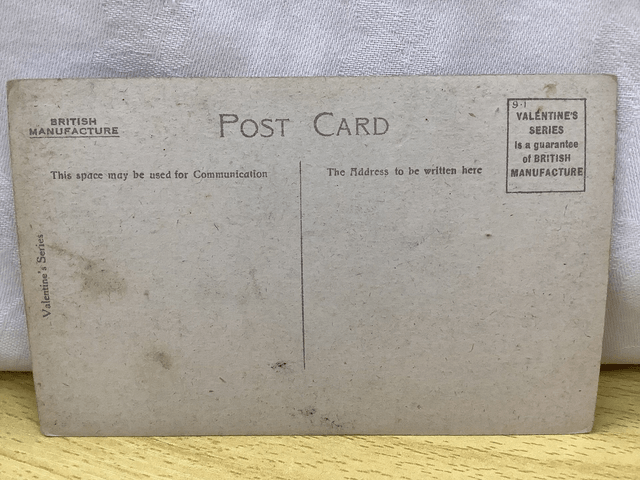 BRITISH
MANUFACTURE
POST CARD
9·1
VALENTINE'S
SERIES
is a guarantee
of BRITISH
MANUFACTURE
This space may be used for Communication
The Address to be written here
Valentine's Series